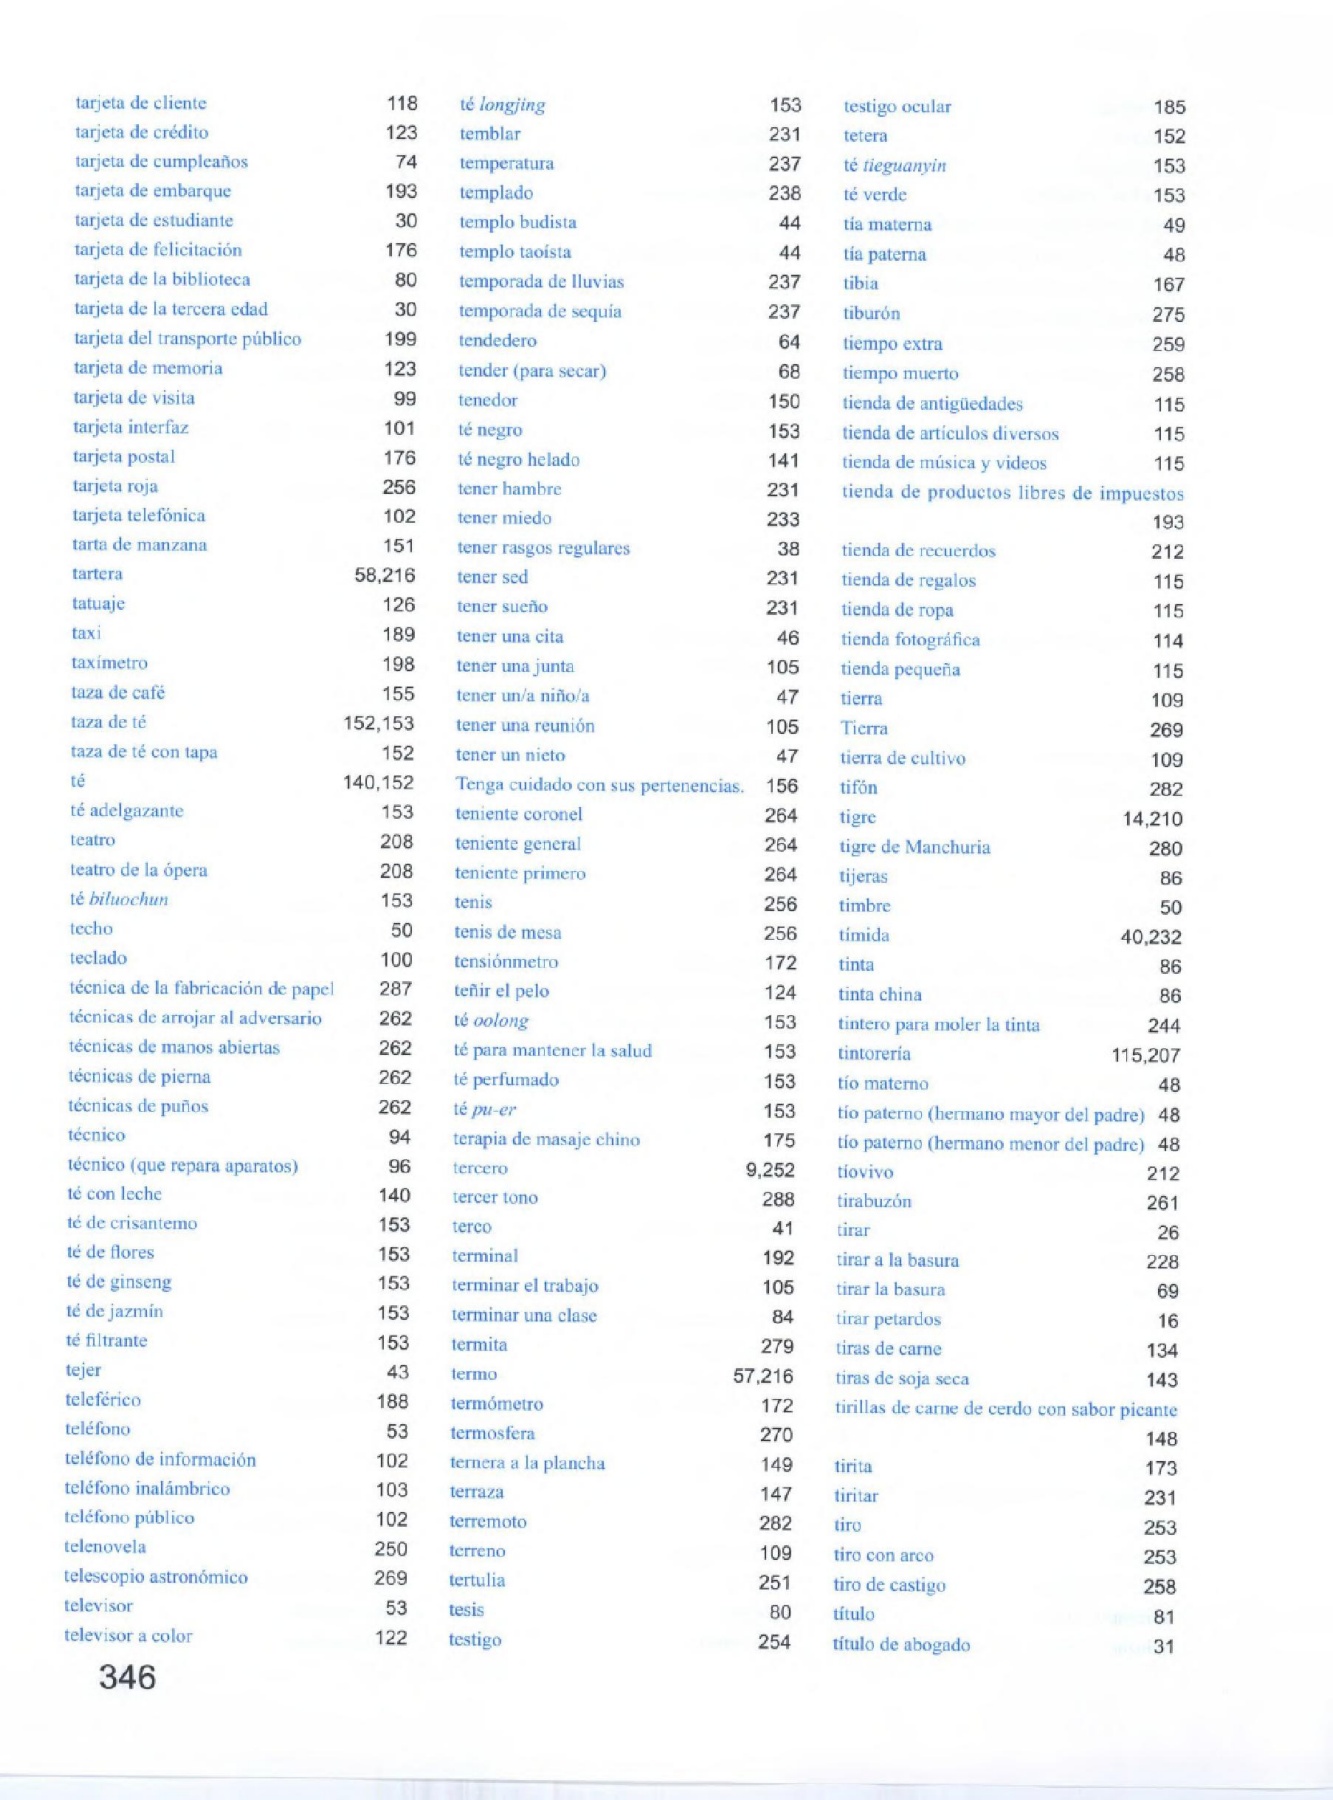 tarjeta de cliente 118
tarjeta de crédito 123
tarjeta de cumpleaños 74
tarjeta de embarque 193
tarjeta de estudiante 30
tarjeta de felicitación 176
tarjeta de la biblioteca 80
tarjeta de la tercera edad 30
tarjeta del transporte público 199
tarjeta de memoria 123
tarjeta de visita 99
tarjeta interfaz 101
tarjeta postal 176
tarjeta roja 256
tarjeta telefónica 102
tarta de manzana 151
tartera 58,216
tatuaje 126
taxi 189
taxímetro 198
taza de café 155
taza de té 152,153
taza de té con tapa 152
té 140,152
té adelgazante 153
teatro 208
teatro de la ópera 208
té biluochun 153
techo 50
teclado 100
técnica de la fabricación de papel 287
técnicas de arrojar al adversario 262
técnicas de manos abiertas 262
técnicas de pierna 262
técnicas de puños 262
técnico 94
técnico (que repara aparatos) 96
té con leche 140
té de crisantemo 153
té de flores 153
té de ginseng 153
té de jazmín 153
té filtrante 153
tejer 43
teleférico 188
teléfono 53
teléfono de información 102
teléfono inalámbrico 103
teléfono público 102
telenovela 250
telescopio astronómico 269
televisor 53
televisor a color 122
té longjing 153
temblar 231
temperatura 237
templado 238
templo budista 44
templo taoísta 44
temporada de lluvias 237
temporada de sequía 237
tendedero 64
tender (para secar) 68
tenedor 150
té negro 153
té negro helado 141
tener hambre 231
tener miedo 233
tener rasgos regulares 38
tener sed 231
tener sueño 231
tener una cita 46
tener una junta 105
tener un/a niño/a 47
tener una reunión 105
tener un nieto 47
Tenga cuidado con sus pertenencias. 156
teniente coronel 264
teniente general 264
teniente primero 264
tenis 256
tenis de mesa 256
tensiónmetro 172
teñir el pelo 124
té oolong 153
té para mantener la salud 153
té perfumado 153
té pu-er 153
terapia de masaje chino 175
tercero 9,252
tercer tono 288
terco 41
terminal 192
terminar el trabajo 105
terminar una clase 84
termita 279
termo 57,216
termómetro 172
termosfera 270
ternera a la plancha 149
terraza 147
terremoto 282
terreno 109
tertulia 251
tesis 80
testigo 254
testigo ocular 185
tetera 152
té tieguanyin 153
té verde 153
tía materna 49
tía paterna 48
tibia 167
tiburón 275
tiempo extra 259
tiempo muerto 258
tienda de antigüedades 115
tienda de artículos diversos 115
tienda de música y videos 115
tienda de productos libres de impuestos
193
tienda de recuerdos 212
tienda de regalos 115
tienda de ropa 115
tienda fotográfica 114
tienda pequeña 115
tierra 109
Tierra 269
tierra de cultivo 109
tifón 282
tigre 14,210
tigre de Manchuria 280
tijeras 86
timbre 50
tímida 40,232
tinta 86
tinta china 86
tintero para moler la tinta 244
tintorería 115,207
tío materno 48
tío paterno (hermano mayor del padre) 48
tío paterno (hermano menor del padre) 48
tíovivo 212
tirabuzón 261
tirar 26
tirar a la basura 228
tirar la basura 69
tirar petardos 16
tiras de carne 134
tiras de soja seca 143
tirillas de carne de cerdo con sabor picante
148
tirita 173
tiritar 231
tiro 253
tiro con arco 253
tiro de castigo 258
título 81
título de abogado 31
346